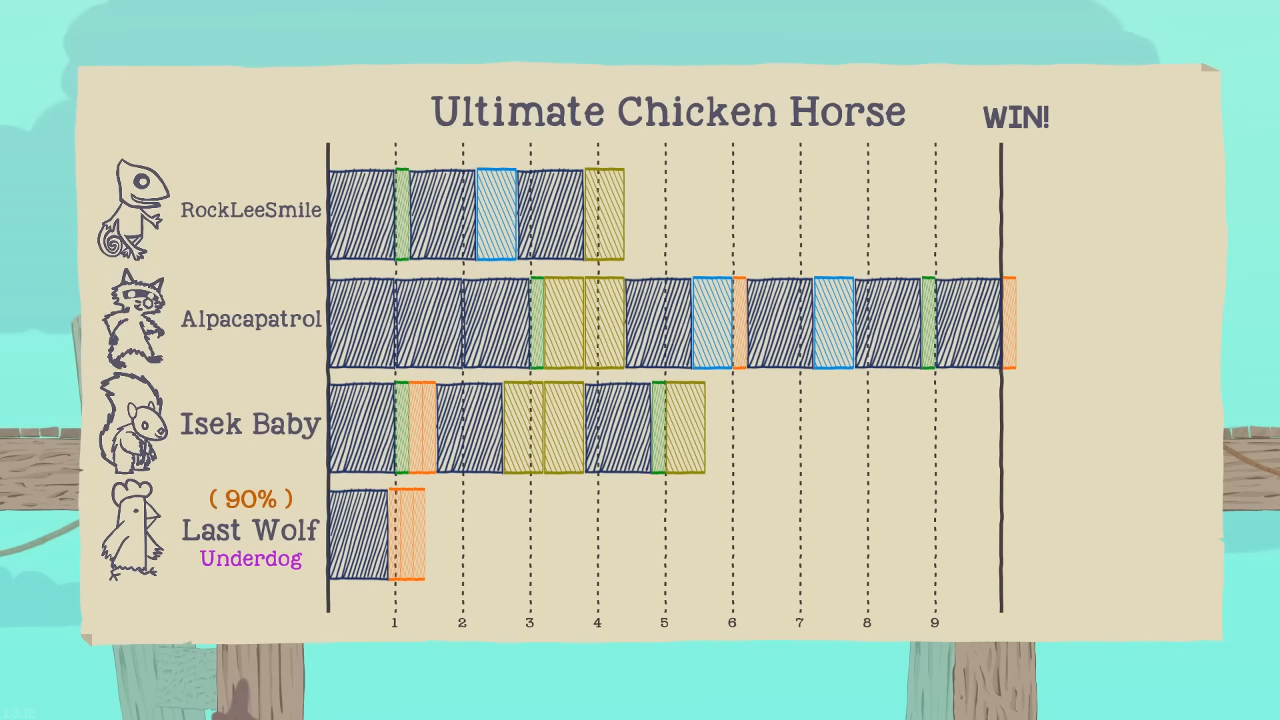 Ultimate Chicken Horse
WIN!
RockLeeSmile
Alpacapatrol
Isek Baby
( 90% )
Last Wolf
Underdog
1 2 3 4 5 6 7 8 9